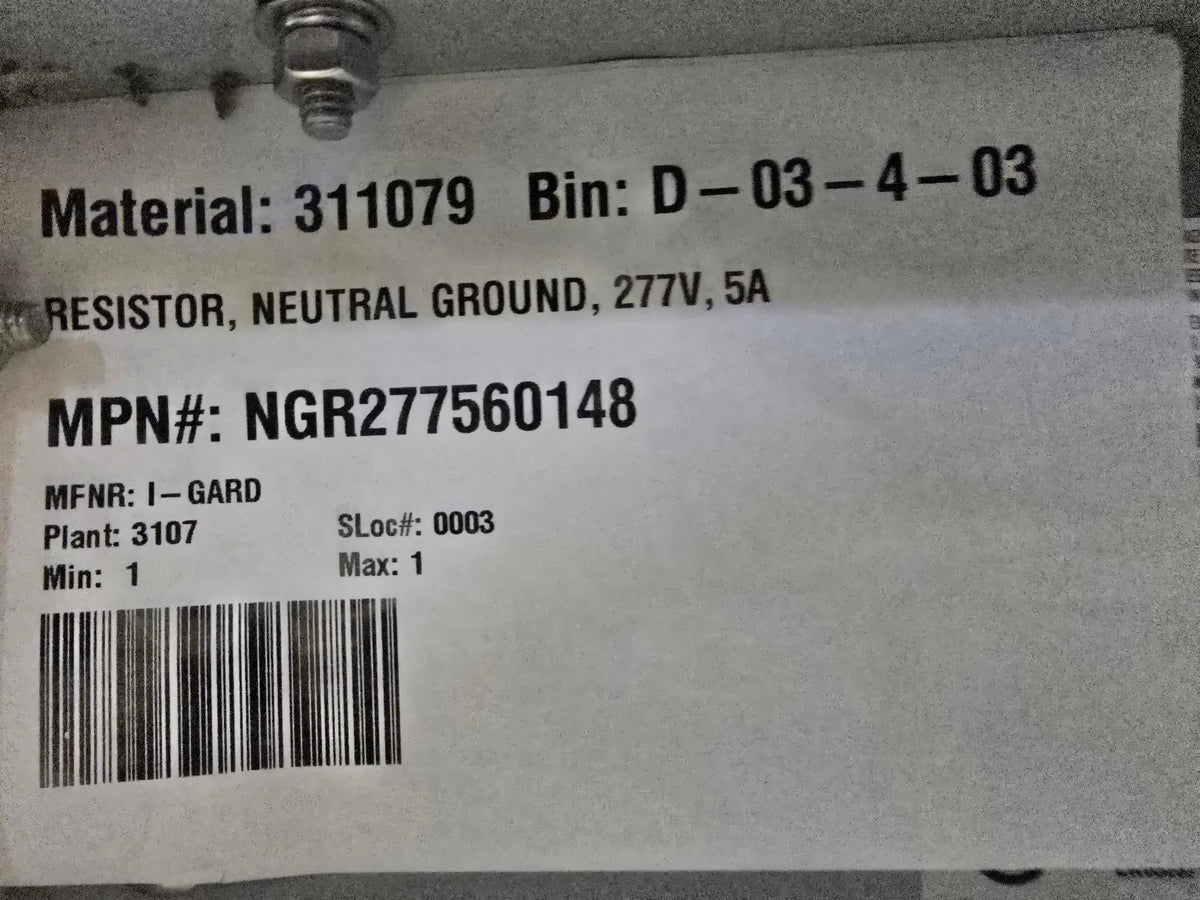 Material: 311079 Bin: D-03-4-03
RESISTOR, NEUTRAL GROUND, 277V, 5A
MPN#: NGR277560148
MFNR: I-GARD
Plant: 3107 SLoc#: 0003
Min: 1 Max: 1